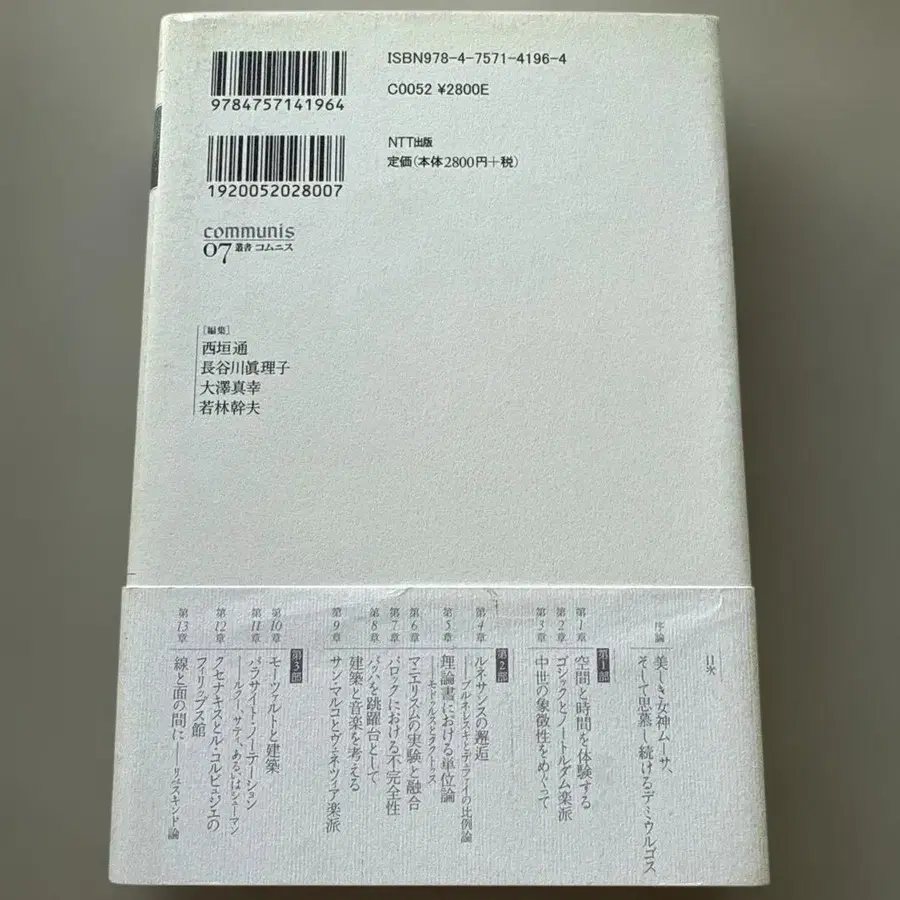 ISBN978-4-7571-4196-4
9784757141964
C0052 ¥2800E
NTT出版
定価(本体2800円+税)
1920052028007
communis
07 叢書 コムニス
[編集]
西垣通
長谷川眞理子
大澤真幸
若林幹夫
目次
序論 美しき女神ムーサ、
そして思慕し続けるデミウルゴス
第1部
第1章 空間と時間を体験する
第2章 ゴシックとノートルダム楽派
第3章 中世の象徴性をめぐって
第2部
第4章 ルネサンスの邂逅
──ブルネレスキとデュファイの比例論
第5章 理論書における単位論
──モドゥルスとタクトゥス
第6章 マニエリスムの実験と融合
第7章 バロックにおける不完全性
第8章 バッハを跳躍台として
建築と音楽を考える
第9章 サン・マルコとヴェネツィア楽派
第3部
第10章 モーツァルトと建築
第11章 パラサイト・ノーテーション
──ルクー、サティ、あるいはシェーマン
第12章 クセナキスとル・コルビュジエの
フィリップス館
第13章 線と面の間に──リベスキンド論